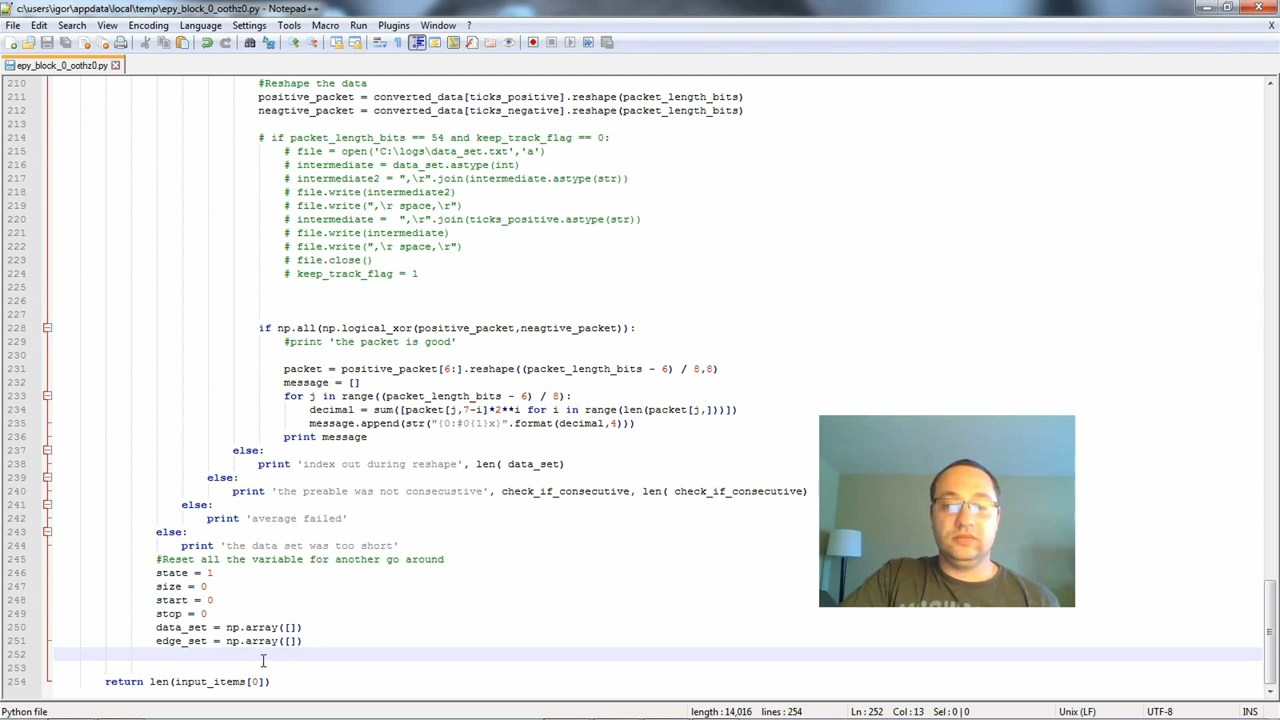 c:\users\igor\appdata\local\temp\epy_block_0_oothz0.py - Notepad++
File Edit Search View Encoding Language Settings Tools Macro Run Plugins Window ? X
epy_block_0_oothz0.py
210 #Reshape the data
211 positive_packet = converted_data[ticks_positive].reshape(packet_length_bits)
212 neagtive_packet = converted_data[ticks_negative].reshape(packet_length_bits)
213
214 # if packet_length_bits == 54 and keep_track_flag == 0:
215 # file = open('C:\logs\data_set.txt','a')
216 # intermediate = data_set.astype(int)
217 # intermediate2 = ",\r".join(intermediate.astype(str))
218 # file.write(intermediate2)
219 # file.write(",\r space,\r")
220 # intermediate =  ",\r".join(ticks_positive.astype(str))
221 # file.write(intermediate)
222 # file.write(",\r space,\r")
223 # file.close()
224 # keep_track_flag = 1
225
226
227
228 if np.all(np.logical_xor(positive_packet,neagtive_packet)):
229 #print 'the packet is good'
230
231 packet = positive_packet[6:].reshape((packet_length_bits - 6) / 8,8)
232 message = []
233 for j in range((packet_length_bits - 6) / 8):
234 decimal = sum([packet[j,7-i]*2**i for i in range(len(packet[j,]))])
235 message.append(str("{0:#0{1}x}".format(decimal,4)))
236 print message
237 else:
238 print 'index out during reshape', len( data_set)
239 else:
240 print 'the preable was not consecustive', check_if_consecutive, len( check_if_consecutive)
241 else:
242 print 'average failed'
243 else:
244 print 'the data set was too short'
245 #Reset all the variable for another go around
246 state = 1
247 size = 0
248 start = 0
249 stop = 0
250 data_set = np.array([])
251 edge_set = np.array([])
252
253
254 return len(input_items[0])
Python file length : 14,016 lines : 254 Ln : 252 Col : 13 Sel : 0 | 0 Unix (LF) UTF-8 INS